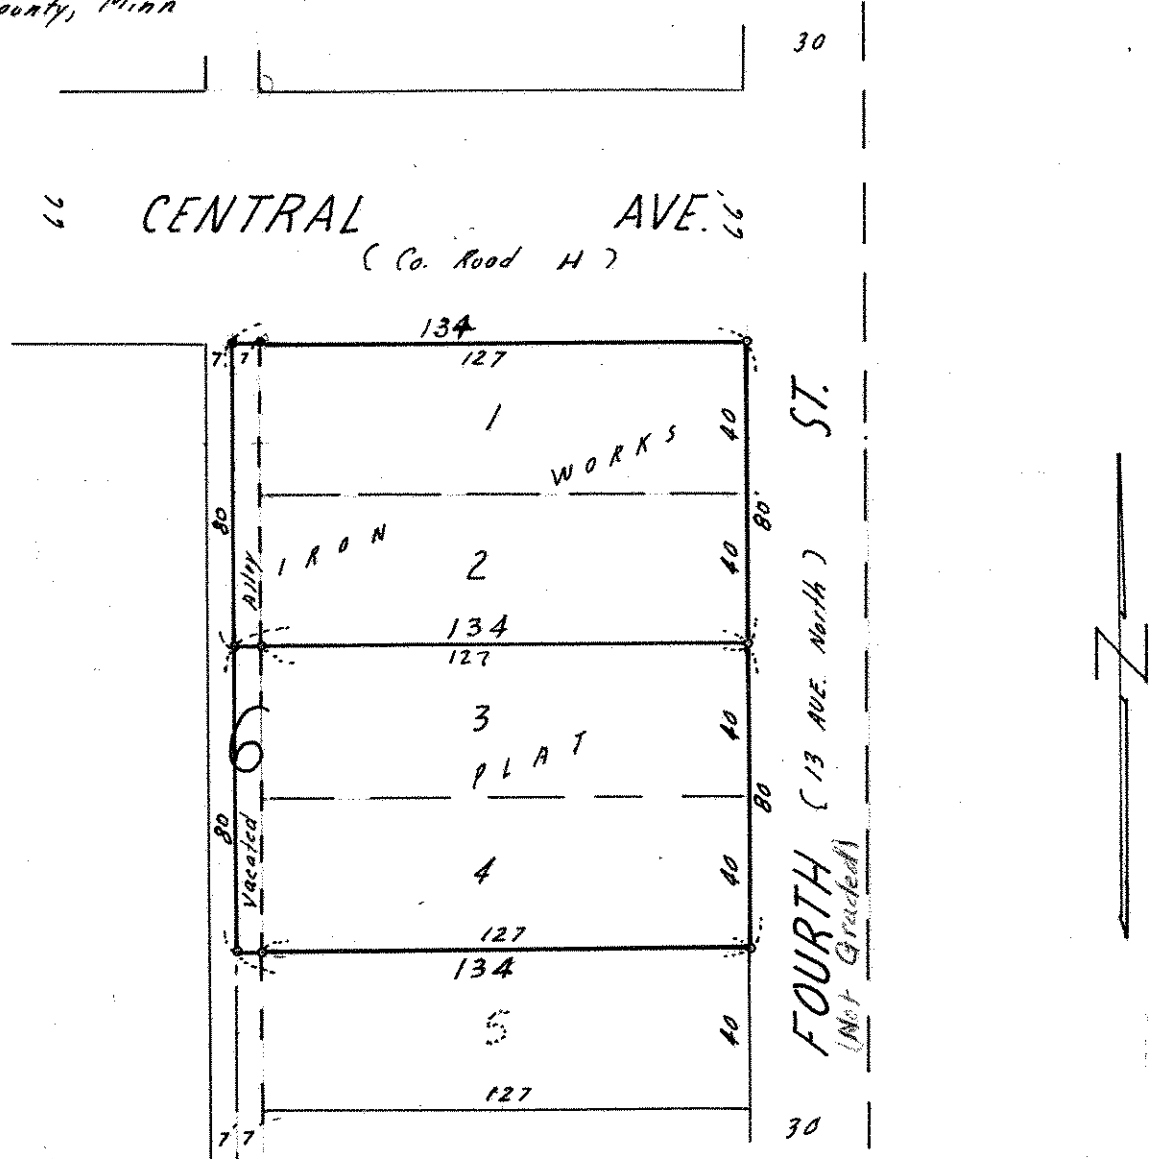 ounty, Minn
30
66
CENTRAL AVE.
66'
( Co. Road H )
134
7 7
127
1
40
ST.
WORKS
80
80'
IRON
2
40
Alley
( 13 AVE. North )
134
127
3
40
6
PLAT
80
80
Vacated
4
40
FOURTH
(Not Graded)
127
134
5
40
127
7 7
30
N